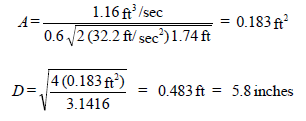 A = 1.16 ft³/sec / 0.6 √2 (32.2 ft/sec²) 1.74 ft = 0.183 ft²
D = √4 (0.183 ft²) / 3.1416 = 0.483 ft = 5.8 inches